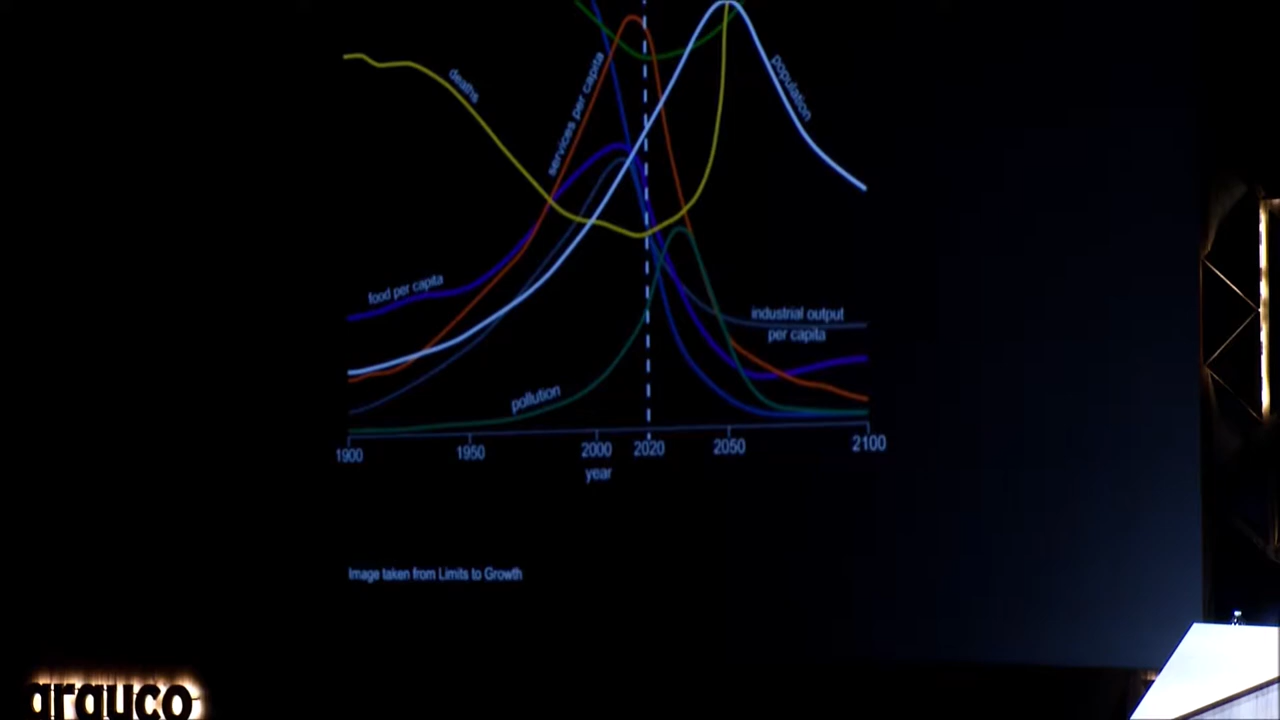 deaths
services per capita
population
food per capita
industrial output
per capita
pollution
1900
1950
2000
2020
2050
2100
year
Image taken from Limits to Growth
arauco